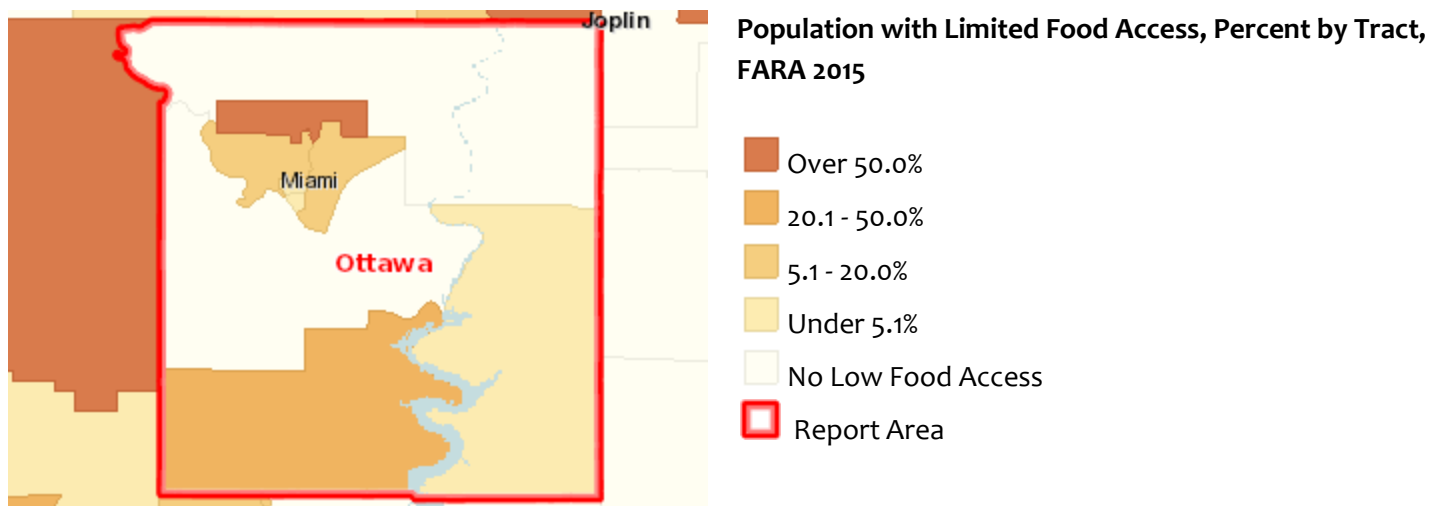 Joplin
Miami
Ottawa
Population with Limited Food Access, Percent by Tract,
FARA 2015
Over 50.0%
20.1 - 50.0%
5.1 - 20.0%
Under 5.1%
No Low Food Access
Report Area